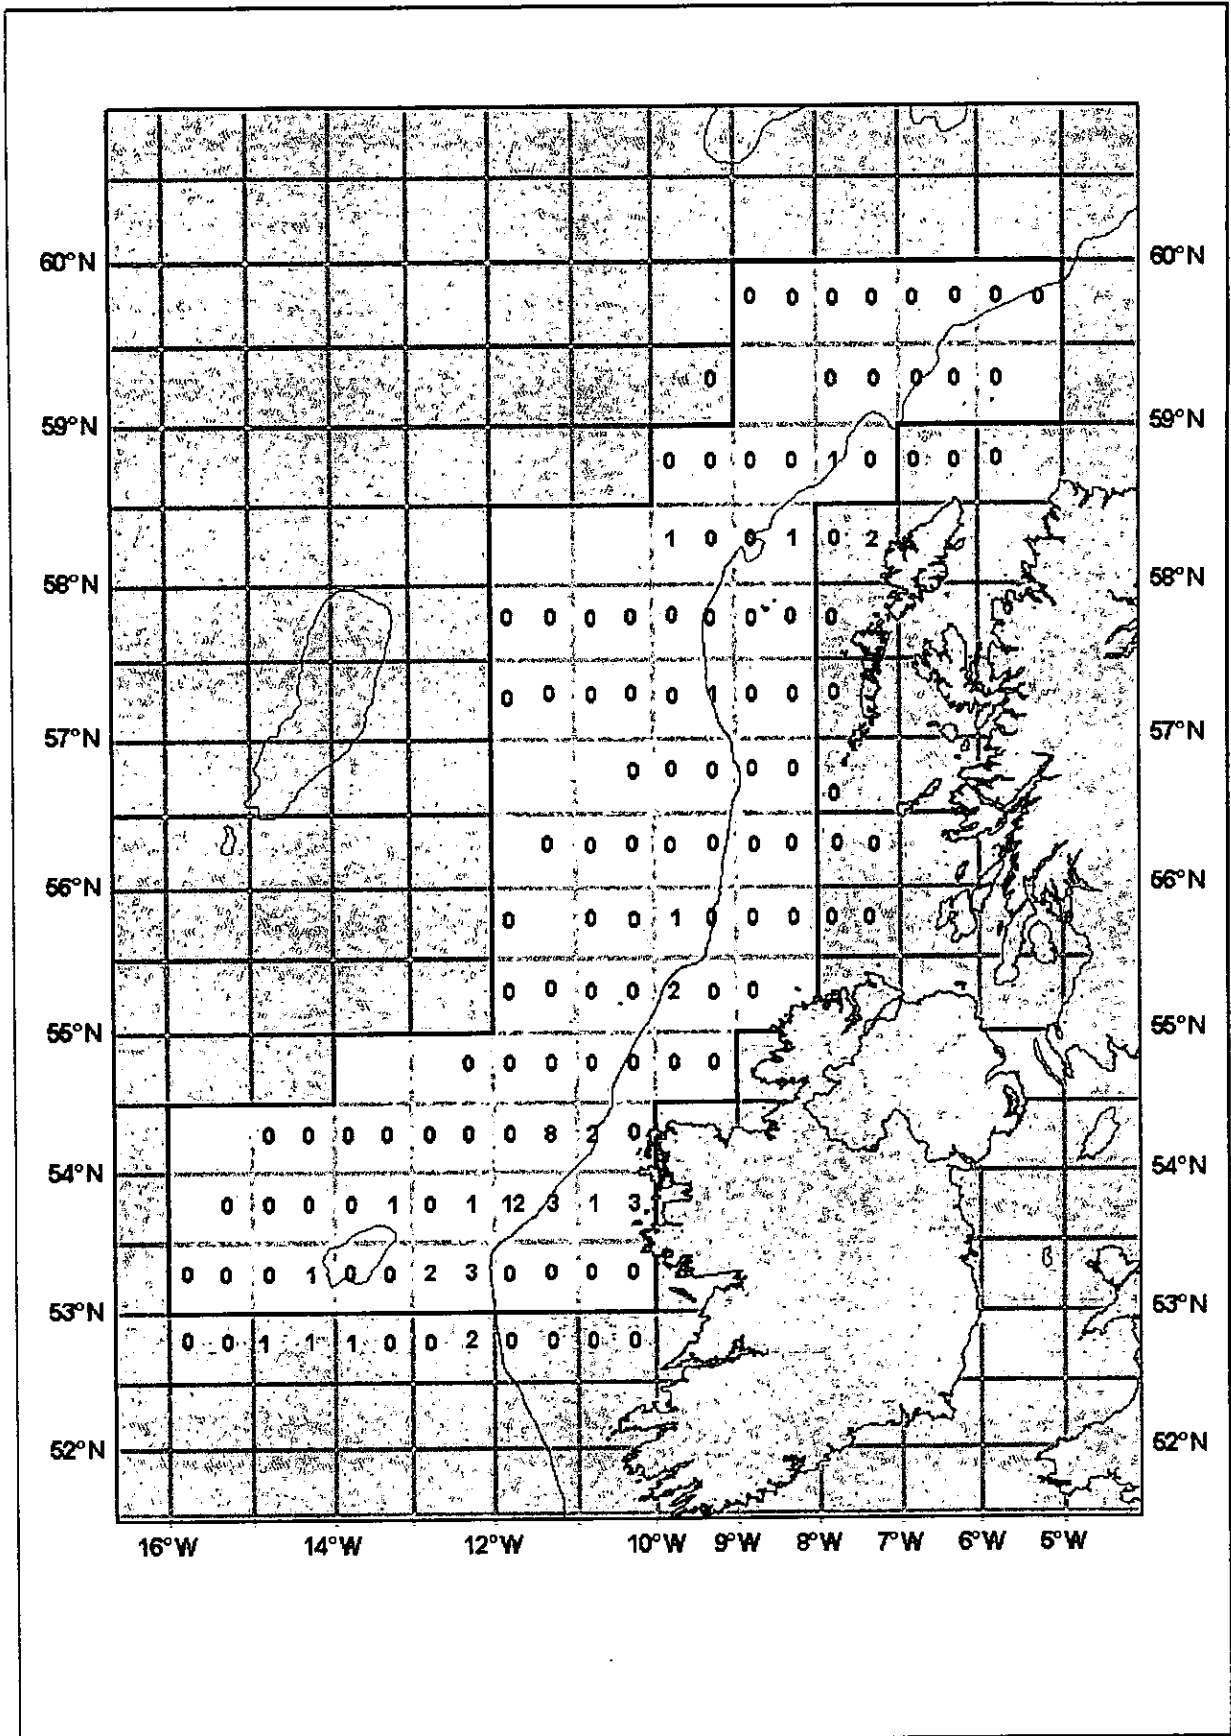 60°N 60°N
0 0 0 0 0 0 0 0
0 0 0 0 0 0
59°N 59°N
0 0 0 0 1 0 0 0 0
1 0 0 1 0 2
58°N 58°N
0 0 0 0 0 0 0 0 0
0 0 0 0 0 1 0 0 0
57°N 57°N
0 0 0 0 0
0
0 0 0 0 0 0 0 0 0
56°N 56°N
0 0 0 1 0 0 0 0 0
0 0 0 0 2 0 0
55°N 55°N
0 0 0 0 0 0 0
0 0 0 0 0 0 0 8 2 0
54°N 54°N
0 0 0 0 1 0 1 12 3 1 3
0 0 0 1 0 0 2 3 0 0 0 0
53°N 53°N
0 0 1 1 1 0 0 2 0 0 0 0
52°N 52°N
16°W 14°W 12°W 10°W 9°W 8°W 7°W 6°W 5°W